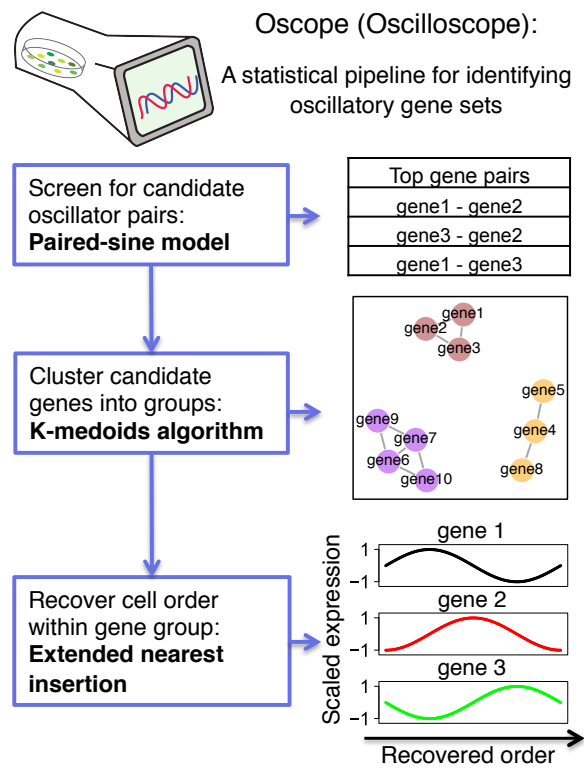 Oscope (Oscilloscope):
A statistical pipeline for identifying
oscillatory gene sets
Screen for candidate
oscillator pairs:
Paired-sine model
Top gene pairs
gene1 - gene2
gene3 - gene2
gene1 - gene3
Cluster candidate
genes into groups:
K-medoids algorithm
gene1
gene2
gene3
gene5
gene4
gene8
gene9
gene7
gene6
gene10
Recover cell order
within gene group:
Extended nearest
insertion
Scaled expression
gene 1
1
−1
gene 2
1
−1
gene 3
1
−1
Recovered order